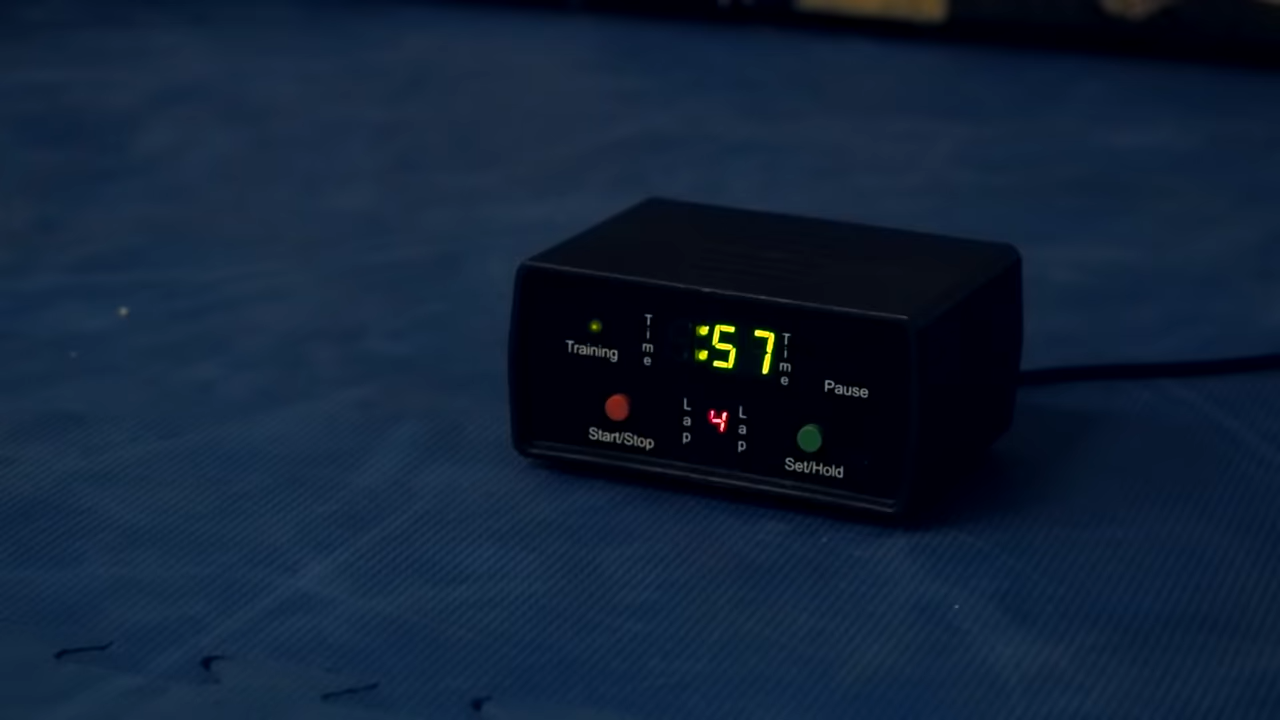 Time
:57
Time
Training
Pause
Lap
4
Lap
Start/Stop
Set/Hold